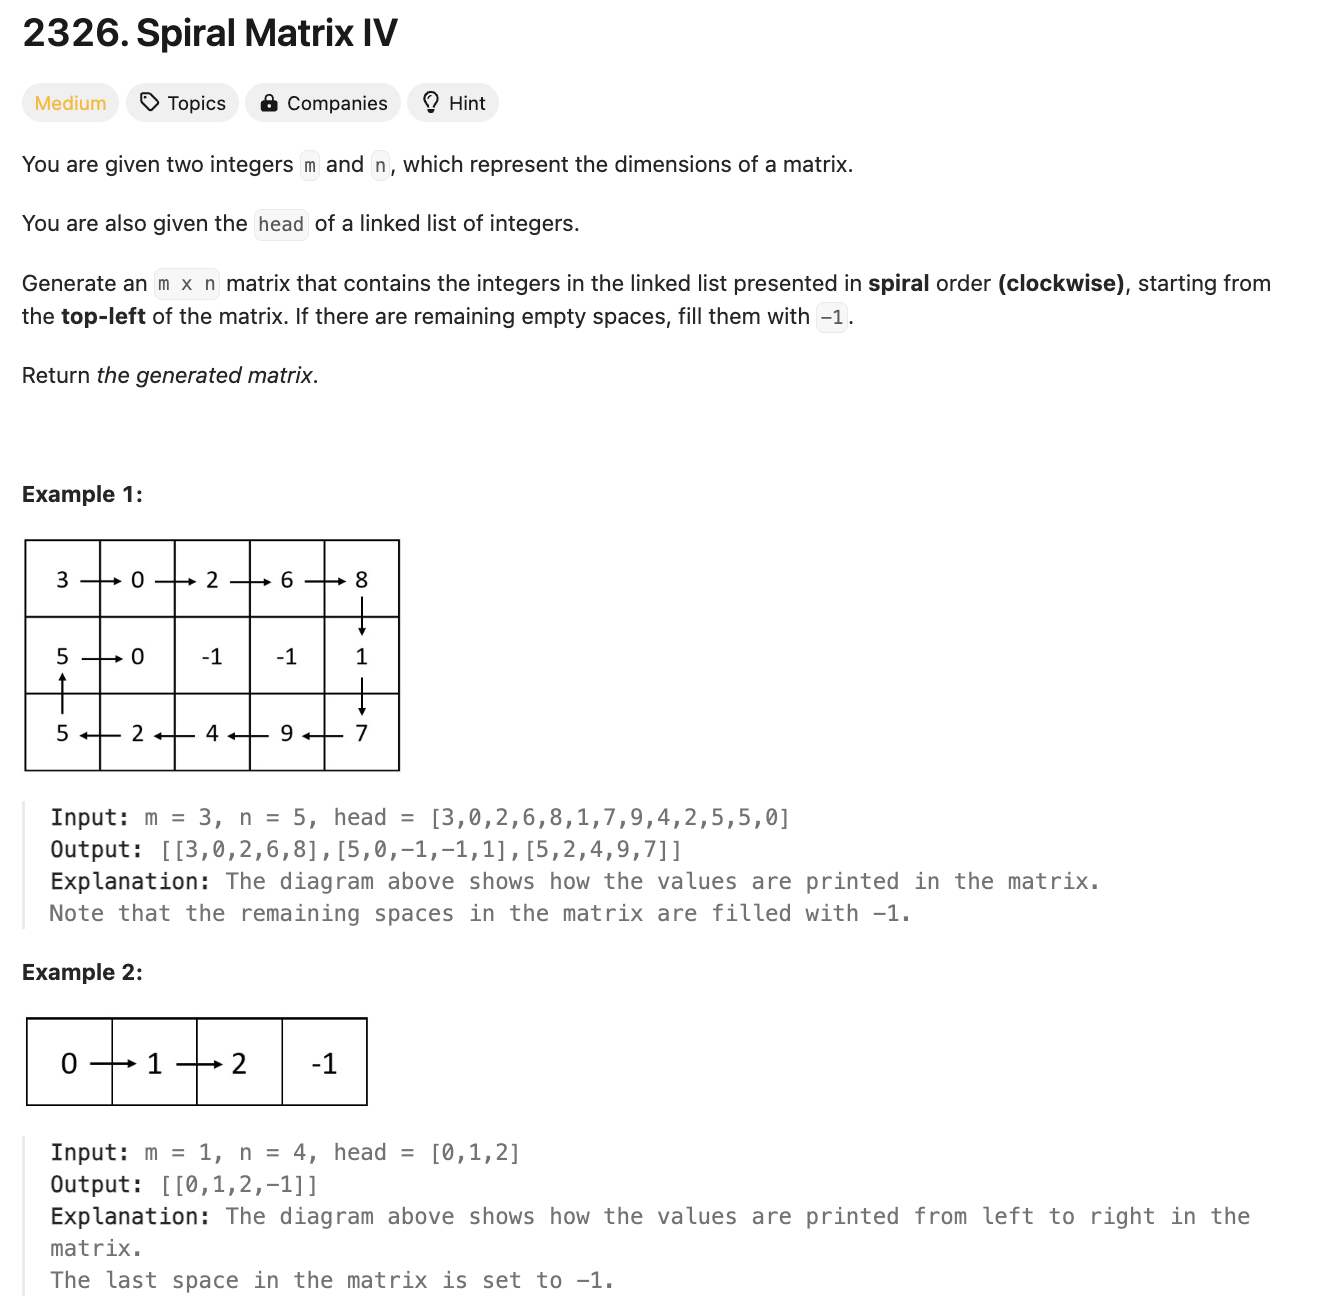 2326. Spiral Matrix IV
Medium Topics Companies Hint
You are given two integers m and n, which represent the dimensions of a matrix.
You are also given the head of a linked list of integers.
Generate an m x n matrix that contains the integers in the linked list presented in spiral order (clockwise), starting from
the top-left of the matrix. If there are remaining empty spaces, fill them with -1.
Return the generated matrix.
Example 1:
3 0 2 6 8
5 0 -1 -1 1
5 2 4 9 7
Input: m = 3, n = 5, head = [3,0,2,6,8,1,7,9,4,2,5,5,0]
Output: [[3,0,2,6,8],[5,0,-1,-1,1],[5,2,4,9,7]]
Explanation: The diagram above shows how the values are printed in the matrix.
Note that the remaining spaces in the matrix are filled with -1.
Example 2:
0 1 2 -1
Input: m = 1, n = 4, head = [0,1,2]
Output: [[0,1,2,-1]]
Explanation: The diagram above shows how the values are printed from left to right in the
matrix.
The last space in the matrix is set to -1.